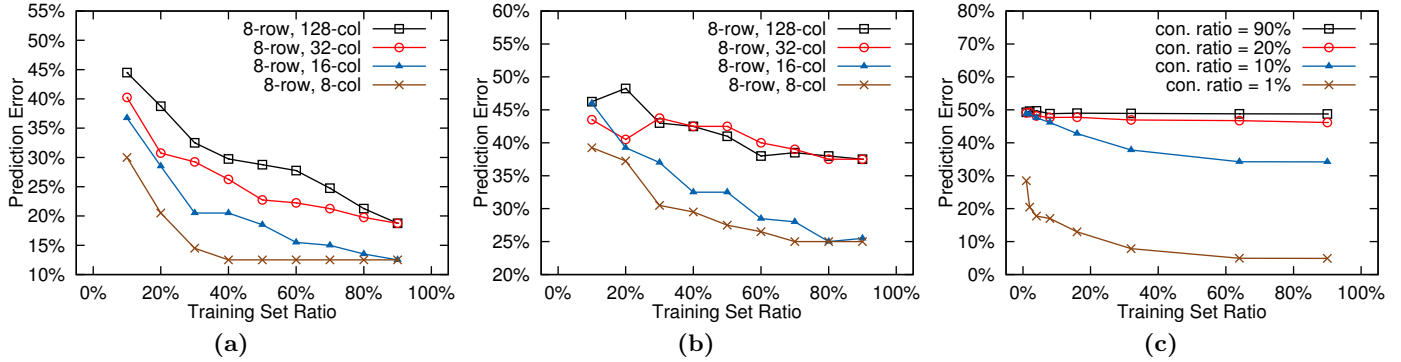 55%
50%
45%
40%
35%
30%
25%
20%
15%
10%
Prediction Error
8-row, 128-col
8-row, 32-col
8-row, 16-col
8-row, 8-col
0% 20% 40% 60% 80% 100%
Training Set Ratio
(a)
60%
55%
50%
45%
40%
35%
30%
25%
20%
Prediction Error
8-row, 128-col
8-row, 32-col
8-row, 16-col
8-row, 8-col
0% 20% 40% 60% 80% 100%
Training Set Ratio
(b)
80%
70%
60%
50%
40%
30%
20%
10%
0%
Prediction Error
con. ratio = 90%
con. ratio = 20%
con. ratio = 10%
con. ratio = 1%
0% 20% 40% 60% 80% 100%
Training Set Ratio
(c)